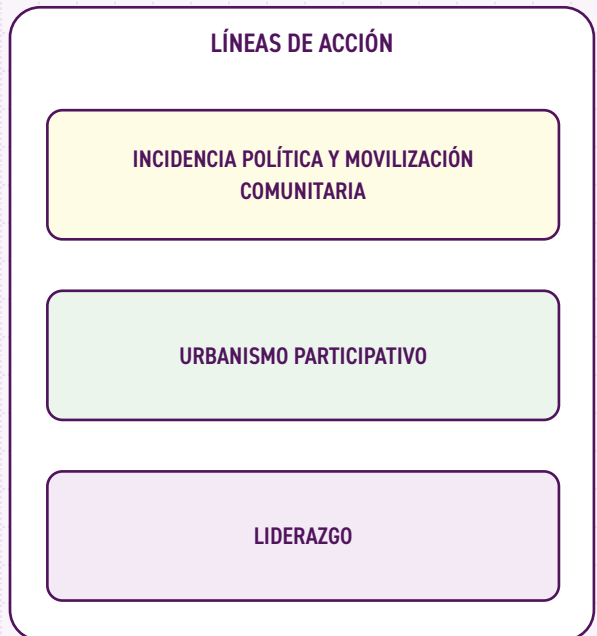 LÍNEAS DE ACCIÓN
INCIDENCIA POLÍTICA Y MOVILIZACIÓN
COMUNITARIA
URBANISMO PARTICIPATIVO
LIDERAZGO